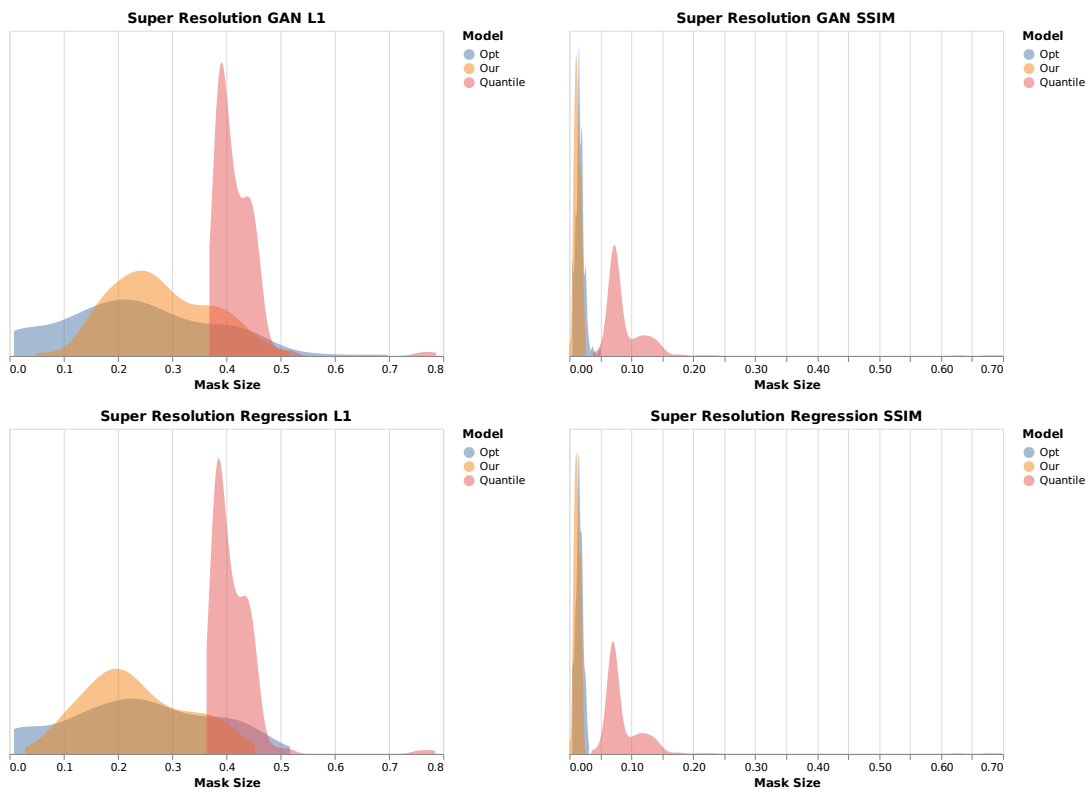 Super Resolution GAN L1
Model
Opt
Our
Quantile
0.0 0.1 0.2 0.3 0.4 0.5 0.6 0.7 0.8
Mask Size
Super Resolution GAN SSIM
Model
Opt
Our
Quantile
0.00 0.10 0.20 0.30 0.40 0.50 0.60 0.70
Mask Size
Super Resolution Regression L1
Model
Opt
Our
Quantile
0.0 0.1 0.2 0.3 0.4 0.5 0.6 0.7 0.8
Mask Size
Super Resolution Regression SSIM
Model
Opt
Our
Quantile
0.00 0.10 0.20 0.30 0.40 0.50 0.60 0.70
Mask Size